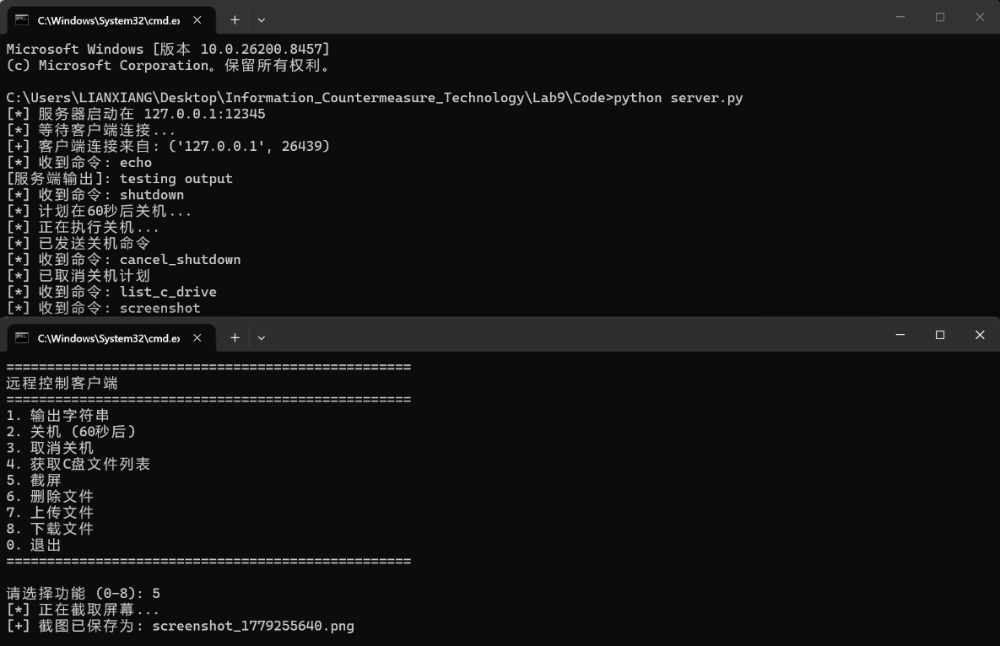 C:\Windows\System32\cmd.ex
Microsoft Windows [版本 10.0.26200.8457]
(c) Microsoft Corporation。保留所有权利。
C:\Users\LIANXIANG\Desktop\Information_Countermeasure_Technology\Lab9\Code>python server.py
[*] 服务器启动在 127.0.0.1:12345
[*] 等待客户端连接...
[+] 客户端连接来自: ('127.0.0.1', 26439)
[*] 收到命令: echo
[服务端输出]: testing output
[*] 收到命令: shutdown
[*] 计划在60秒后关机...
[*] 正在执行关机...
[*] 已发送关机命令
[*] 收到命令: cancel_shutdown
[*] 已取消关机计划
[*] 收到命令: list_c_drive
[*] 收到命令: screenshot
C:\Windows\System32\cmd.ex
==================================================
远程控制客户端
==================================================
1. 输出字符串
2. 关机 (60秒后)
3. 取消关机
4. 获取C盘文件列表
5. 截屏
6. 删除文件
7. 上传文件
8. 下载文件
0. 退出
==================================================
请选择功能 (0-8): 5
[*] 正在截取屏幕...
[+] 截图已保存为: screenshot_1779255640.png